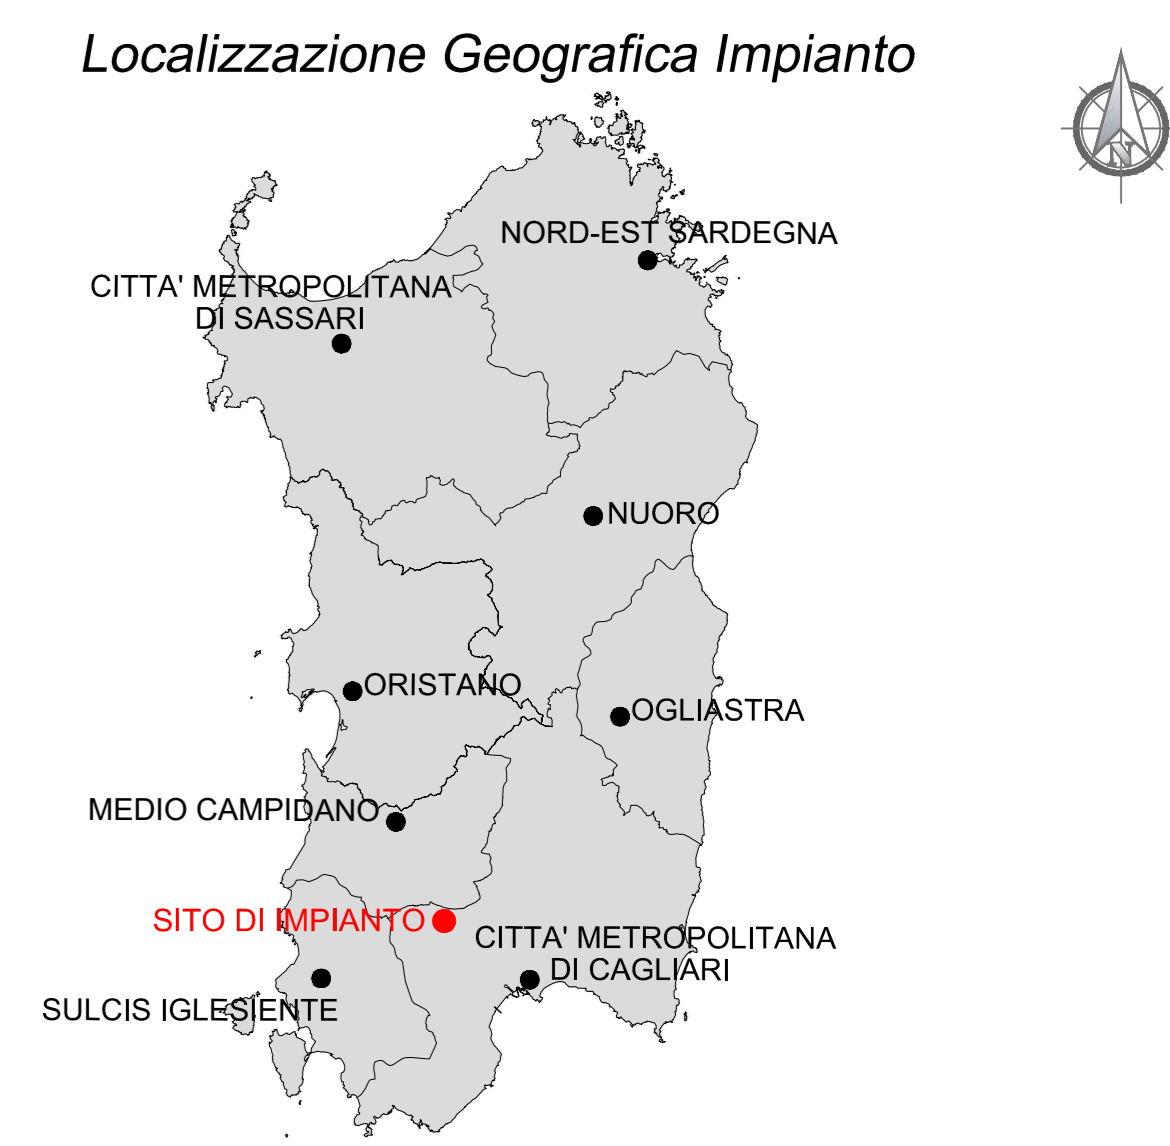 Localizzazione Geografica Impianto
N
NORD-EST SARDEGNA
CITTA' METROPOLITANA
DI SASSARI
NUORO
ORISTANO
OGLIASTRA
MEDIO CAMPIDANO
SITO DI IMPIANTO
CITTA' METROPOLITANA
DI CAGLIARI
SULCIS IGLESIENTE